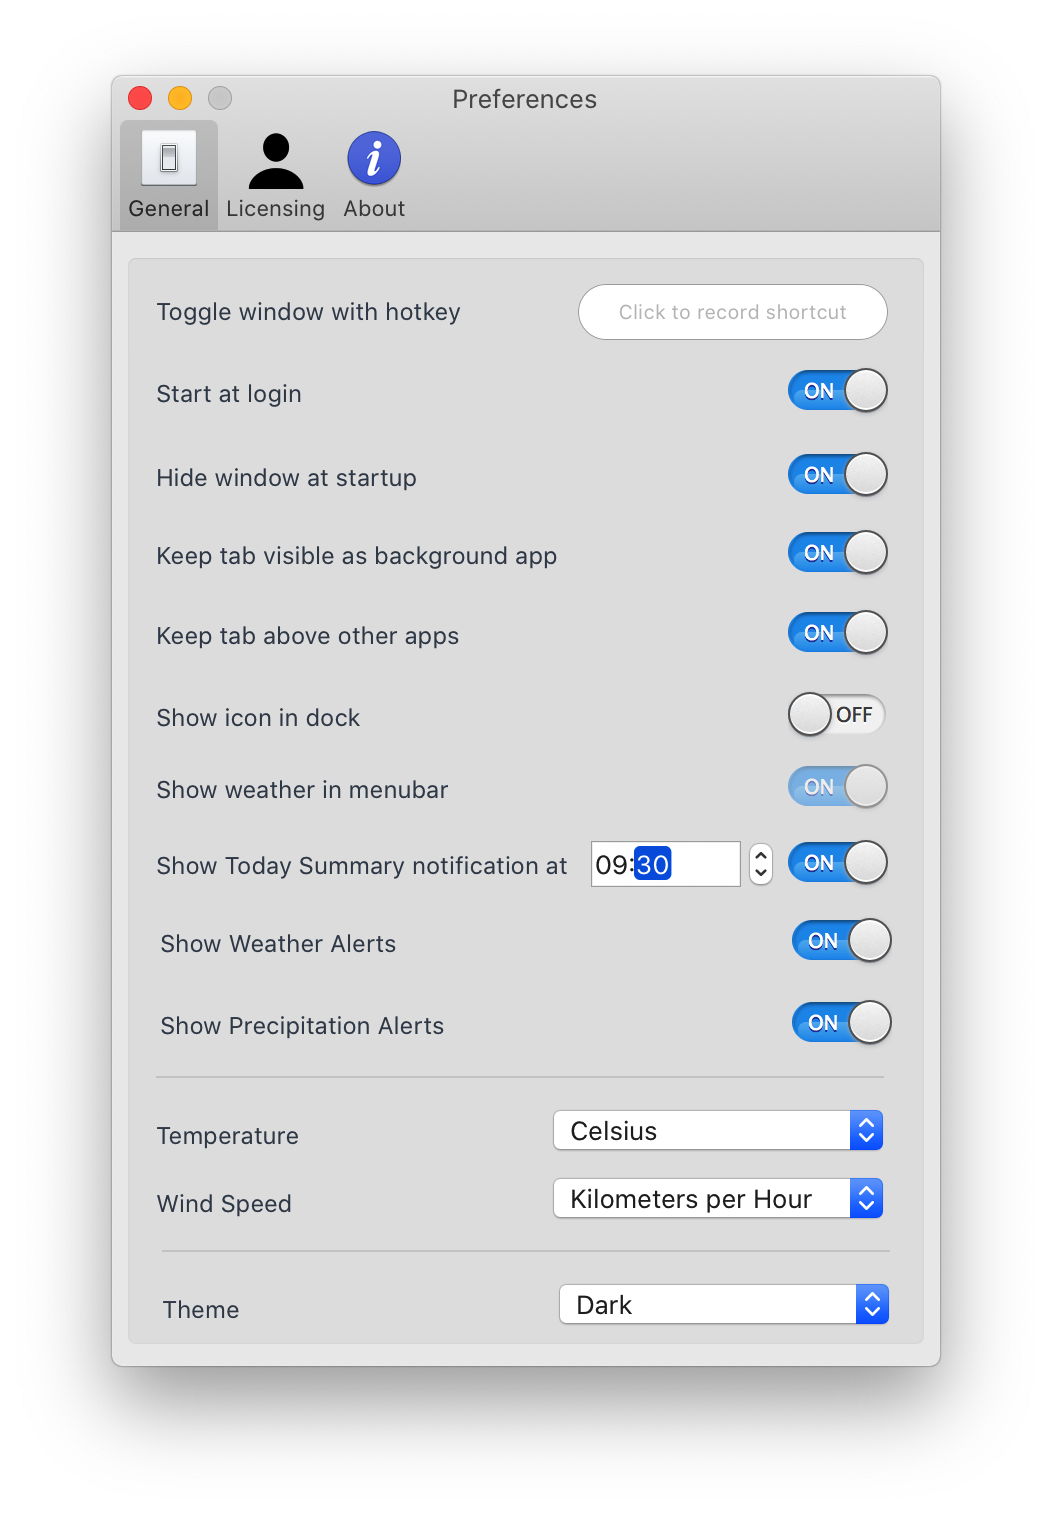 Preferences
General Licensing About
Toggle window with hotkey Click to record shortcut
Start at login ON
Hide window at startup ON
Keep tab visible as background app ON
Keep tab above other apps ON
Show icon in dock OFF
Show weather in menubar ON
Show Today Summary notification at 09:30 ON
Show Weather Alerts ON
Show Precipitation Alerts ON
Temperature Celsius
Wind Speed Kilometers per Hour
Theme Dark